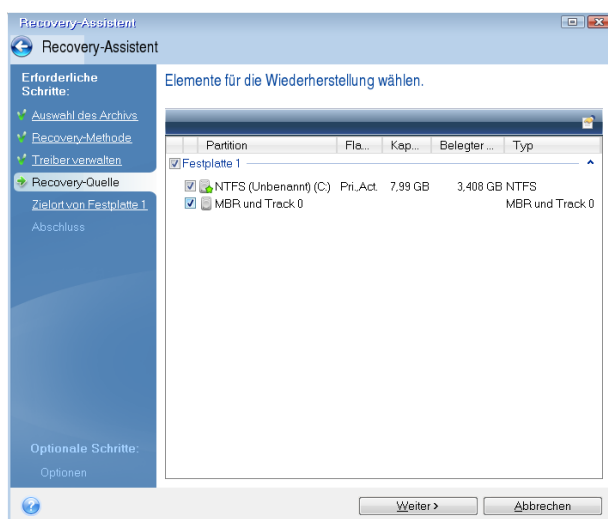 Recovery-Assistent
Recovery-Assistent
Erforderliche
Schritte:
Auswahl des Archivs
Recovery-Methode
Treiber verwalten
Recovery-Quelle
Zielort von Festplatte 1
Abschluss
Optionale Schritte:
Optionen
Elemente für die Wiederherstellung wählen.
Partition Fla... Kap... Belegter ... Typ
Festplatte 1
NTFS (Unbenannt) (C:) Pri.,Act. 7,99 GB 3,408 GB NTFS
MBR und Track 0 MBR und Track 0
Weiter >
Abbrechen